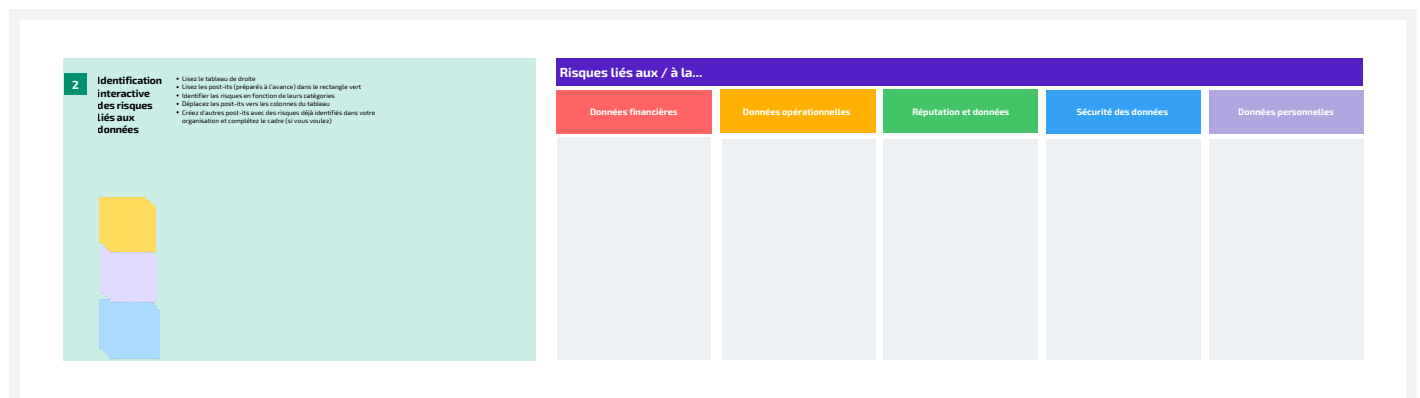 2
Identification
interactive
des risques
liés aux
données
• Lisez le tableau de droite
• Lisez les post-its (préparés à l'avance) dans le rectangle vert
• Identifier les risques en fonction de leurs catégories
• Déplacez les post-its vers les colonnes du tableau
• Créez d'autres post-its avec des risques déjà identifiés dans votre
organisation et complétez le cadre (si vous voulez)
Risques liés aux / à la...
Données financières
Données opérationnelles
Réputation et données
Sécurité des données
Données personnelles